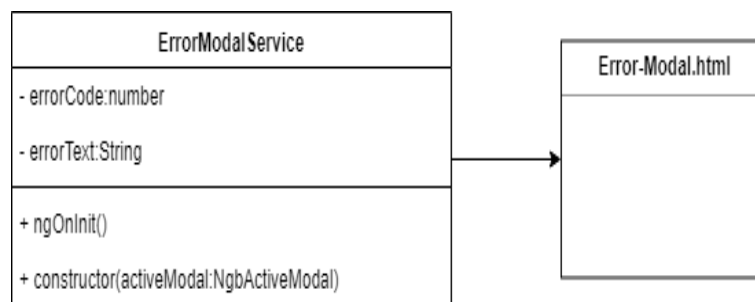 ErrorModalService
- errorCode:number
- errorText:String
+ ngOnInit()
+ constructor(activeModal:NgbActiveModal)
Error-Modal.html